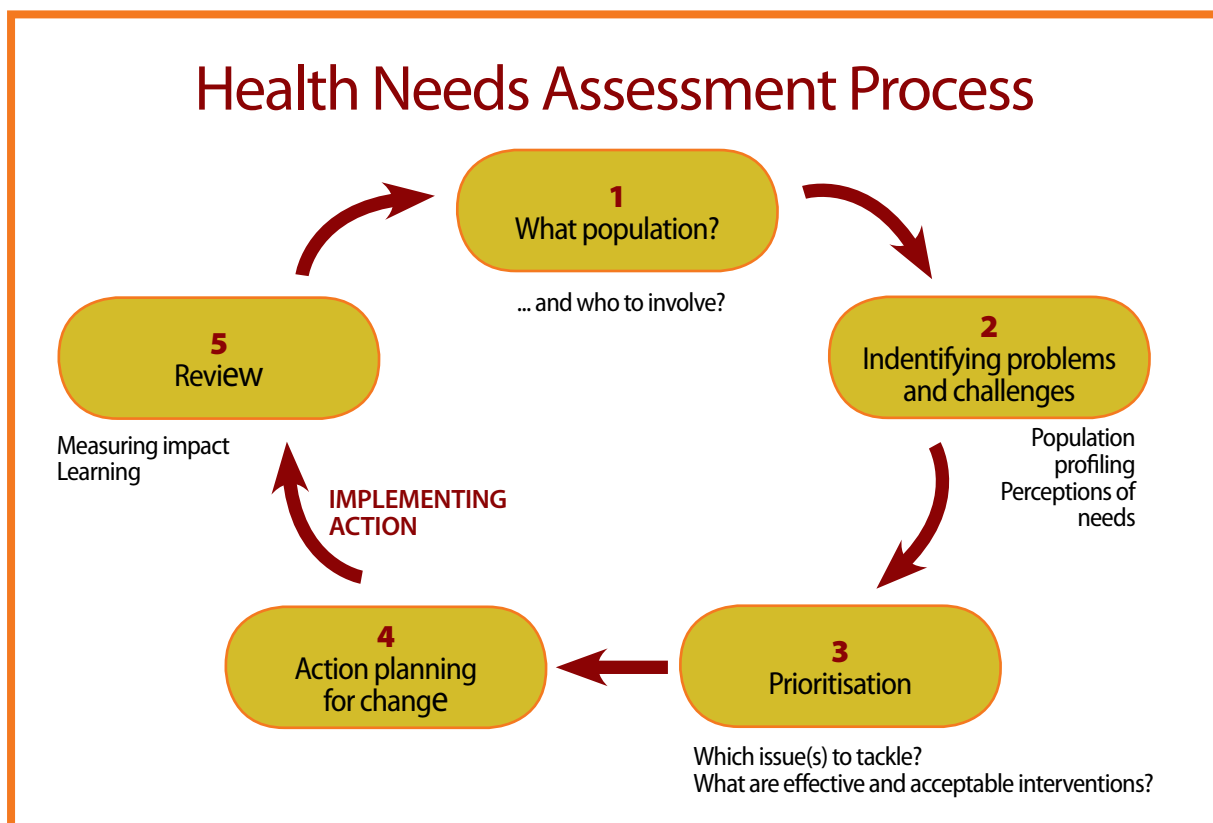 Health Needs Assessment Process
1
What population?
... and who to involve?
2
Indentifying problems
and challenges
Population
profiling
Perceptions of
needs
3
Prioritisation
Which issue(s) to tackle?
What are effective and acceptable interventions?
4
Action planning
for change
IMPLEMENTING
ACTION
5
Review
Measuring impact
Learning